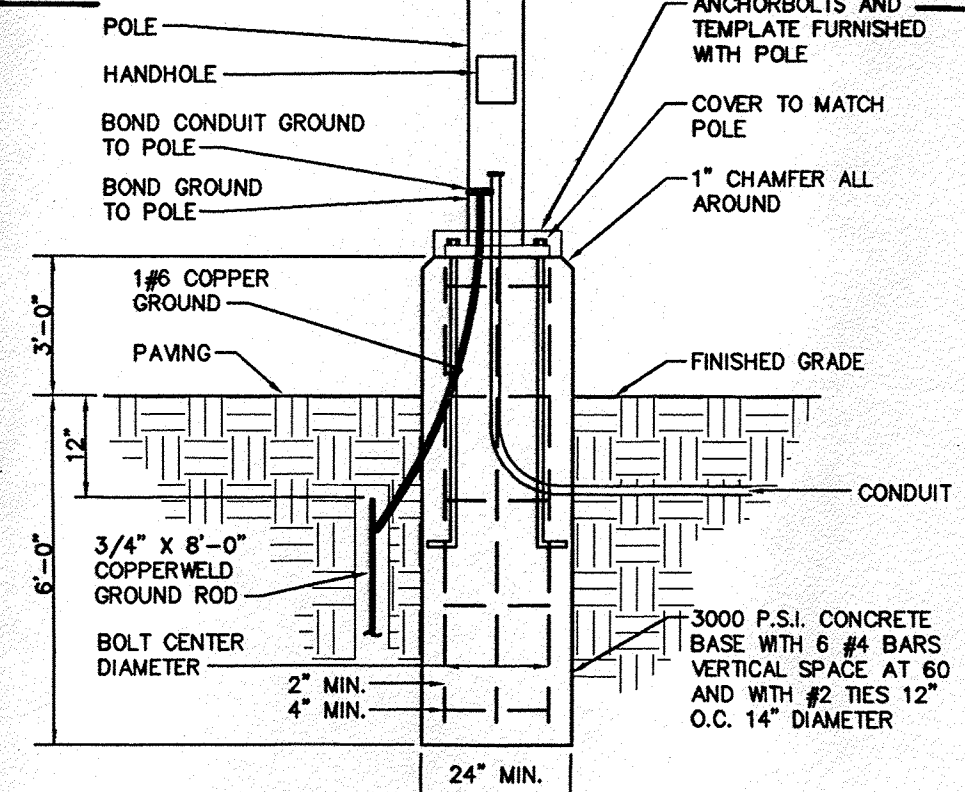 POLE
HANDHOLE
BOND CONDUIT GROUND
TO POLE
BOND GROUND
TO POLE
1#6 COPPER
GROUND
PAVING
3'-0"
12"
6'-0"
3/4" X 8'-0"
COPPERWELD
GROUND ROD
BOLT CENTER
DIAMETER
2" MIN.
4" MIN.
24" MIN.
ANCHORBOLTS AND
TEMPLATE FURNISHED
WITH POLE
COVER TO MATCH
POLE
1" CHAMFER ALL
AROUND
FINISHED GRADE
CONDUIT
3000 P.S.I. CONCRETE
BASE WITH 6 #4 BARS
VERTICAL SPACE AT 60
AND WITH #2 TIES 12"
O.C. 14" DIAMETER